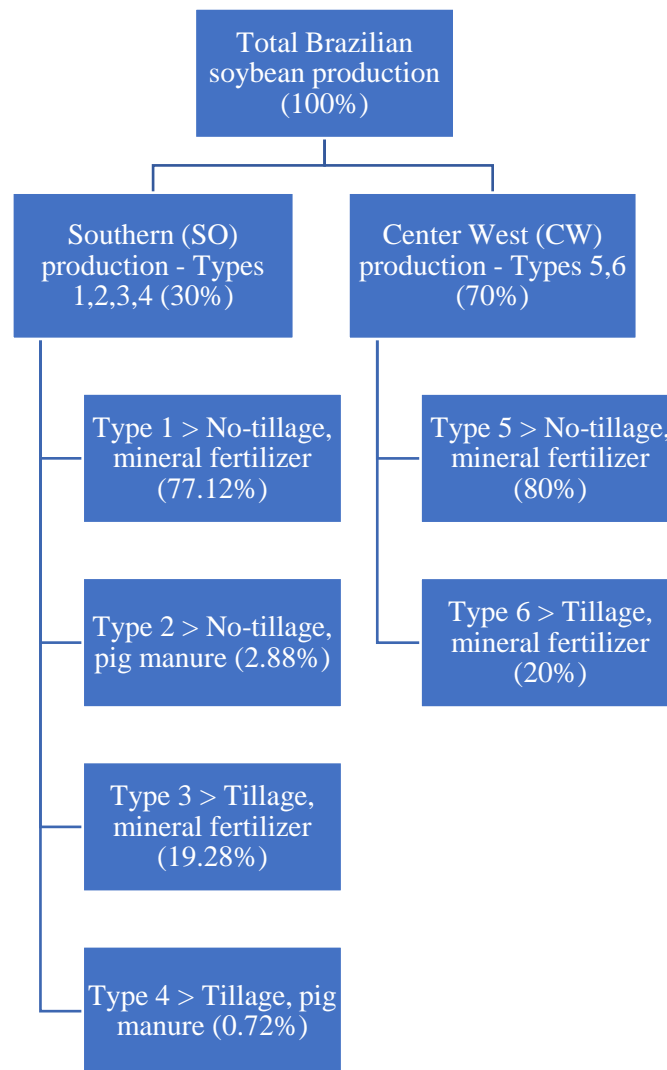 Total Brazilian
soybean production
(100%)
Southern (SO)
production - Types
1,2,3,4 (30%)
Center West (CW)
production - Types 5,6
(70%)
Type 1 > No-tillage,
mineral fertilizer
(77.12%)
Type 5 > No-tillage,
mineral fertilizer
(80%)
Type 2 > No-tillage,
pig manure (2.88%)
Type 6 > Tillage,
mineral fertilizer
(20%)
Type 3 > Tillage,
mineral fertilizer
(19.28%)
Type 4 > Tillage, pig
manure (0.72%)